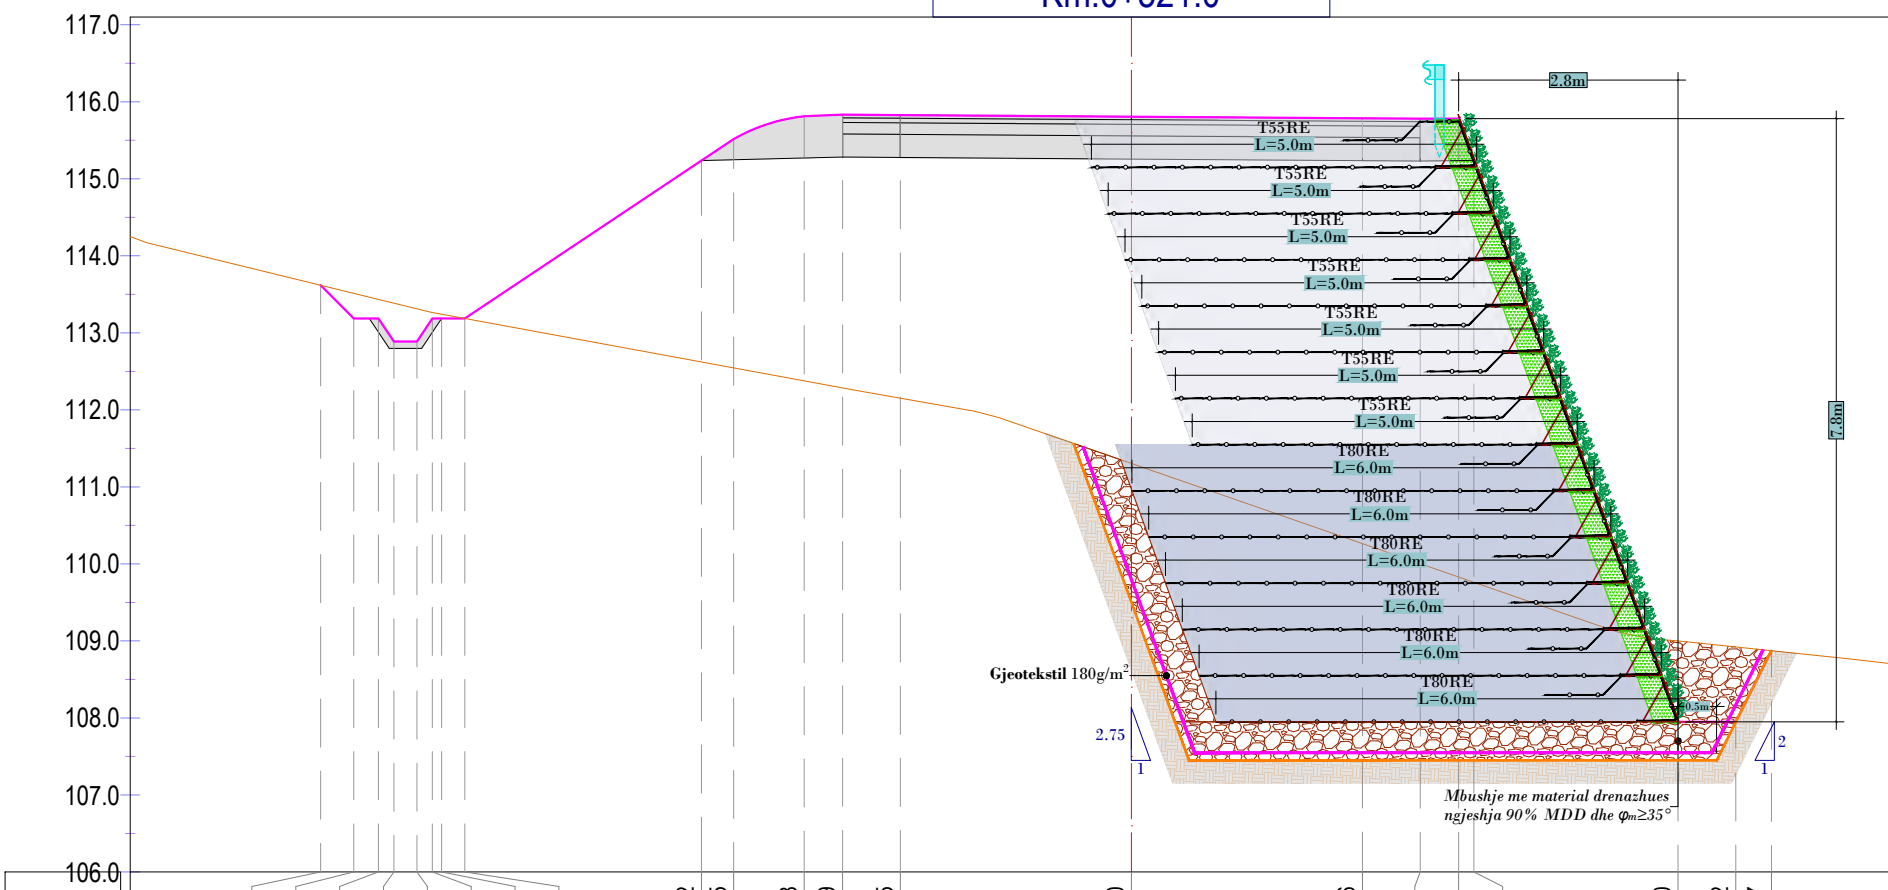 117.0
116.0
115.0
114.0
113.0
112.0
111.0
110.0
109.0
108.0
107.0
106.0
2.8m
7.8m
T55RE
L=5.0m
T55RE
L=5.0m
T55RE
L=5.0m
T55RE
L=5.0m
T55RE
L=5.0m
T55RE
L=5.0m
T55RE
L=5.0m
T80RE
L=6.0m
T80RE
L=6.0m
T80RE
L=6.0m
T80RE
L=6.0m
T80RE
L=6.0m
T80RE
L=6.0m
Gjeotekstil 180g/m²
0.5m
2.75
1
2
1
Mbushje me material drenazhues
ngjeshja 90% MDD dhe φm≥35°